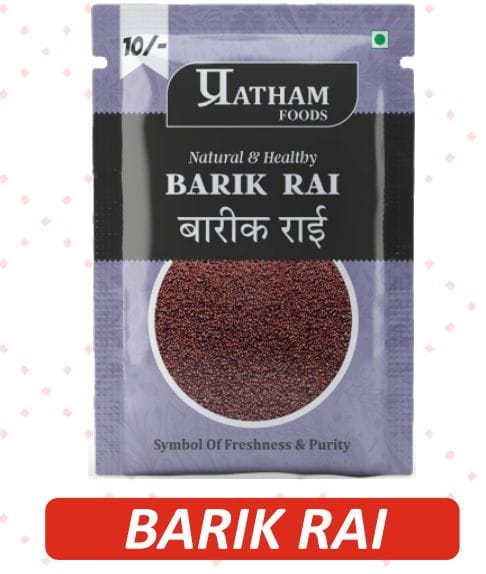 10/-
प्रATHAM
FOODS
Natural & Healthy
BARIK RAI
बारीक राई
Symbol Of Freshness & Purity
BARIK RAI